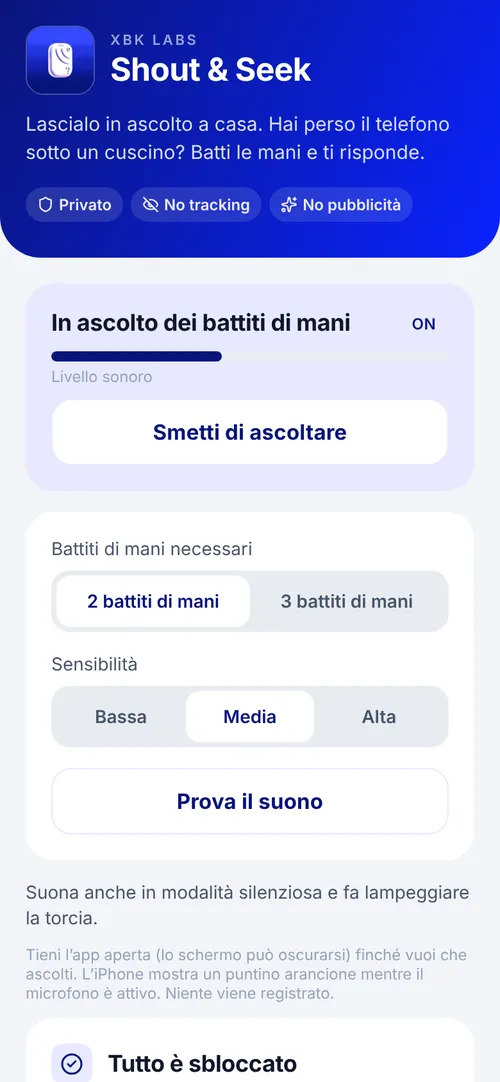 XBK LABS
Shout & Seek
Lascialo in ascolto a casa. Hai perso il telefono
sotto un cuscino? Batti le mani e ti risponde.
Privato
No tracking
No pubblicità
In ascolto dei battiti di mani
ON
Livello sonoro
Smetti di ascoltare
Battiti di mani necessari
2 battiti di mani
3 battiti di mani
Sensibilità
Bassa
Media
Alta
Prova il suono
Suona anche in modalità silenziosa e fa lampeggiare
la torcia.
Tieni l’app aperta (lo schermo può oscurarsi) finché vuoi che
ascolti. L’iPhone mostra un puntino arancione mentre il
microfono è attivo. Niente viene registrato.
Tutto è sbloccato